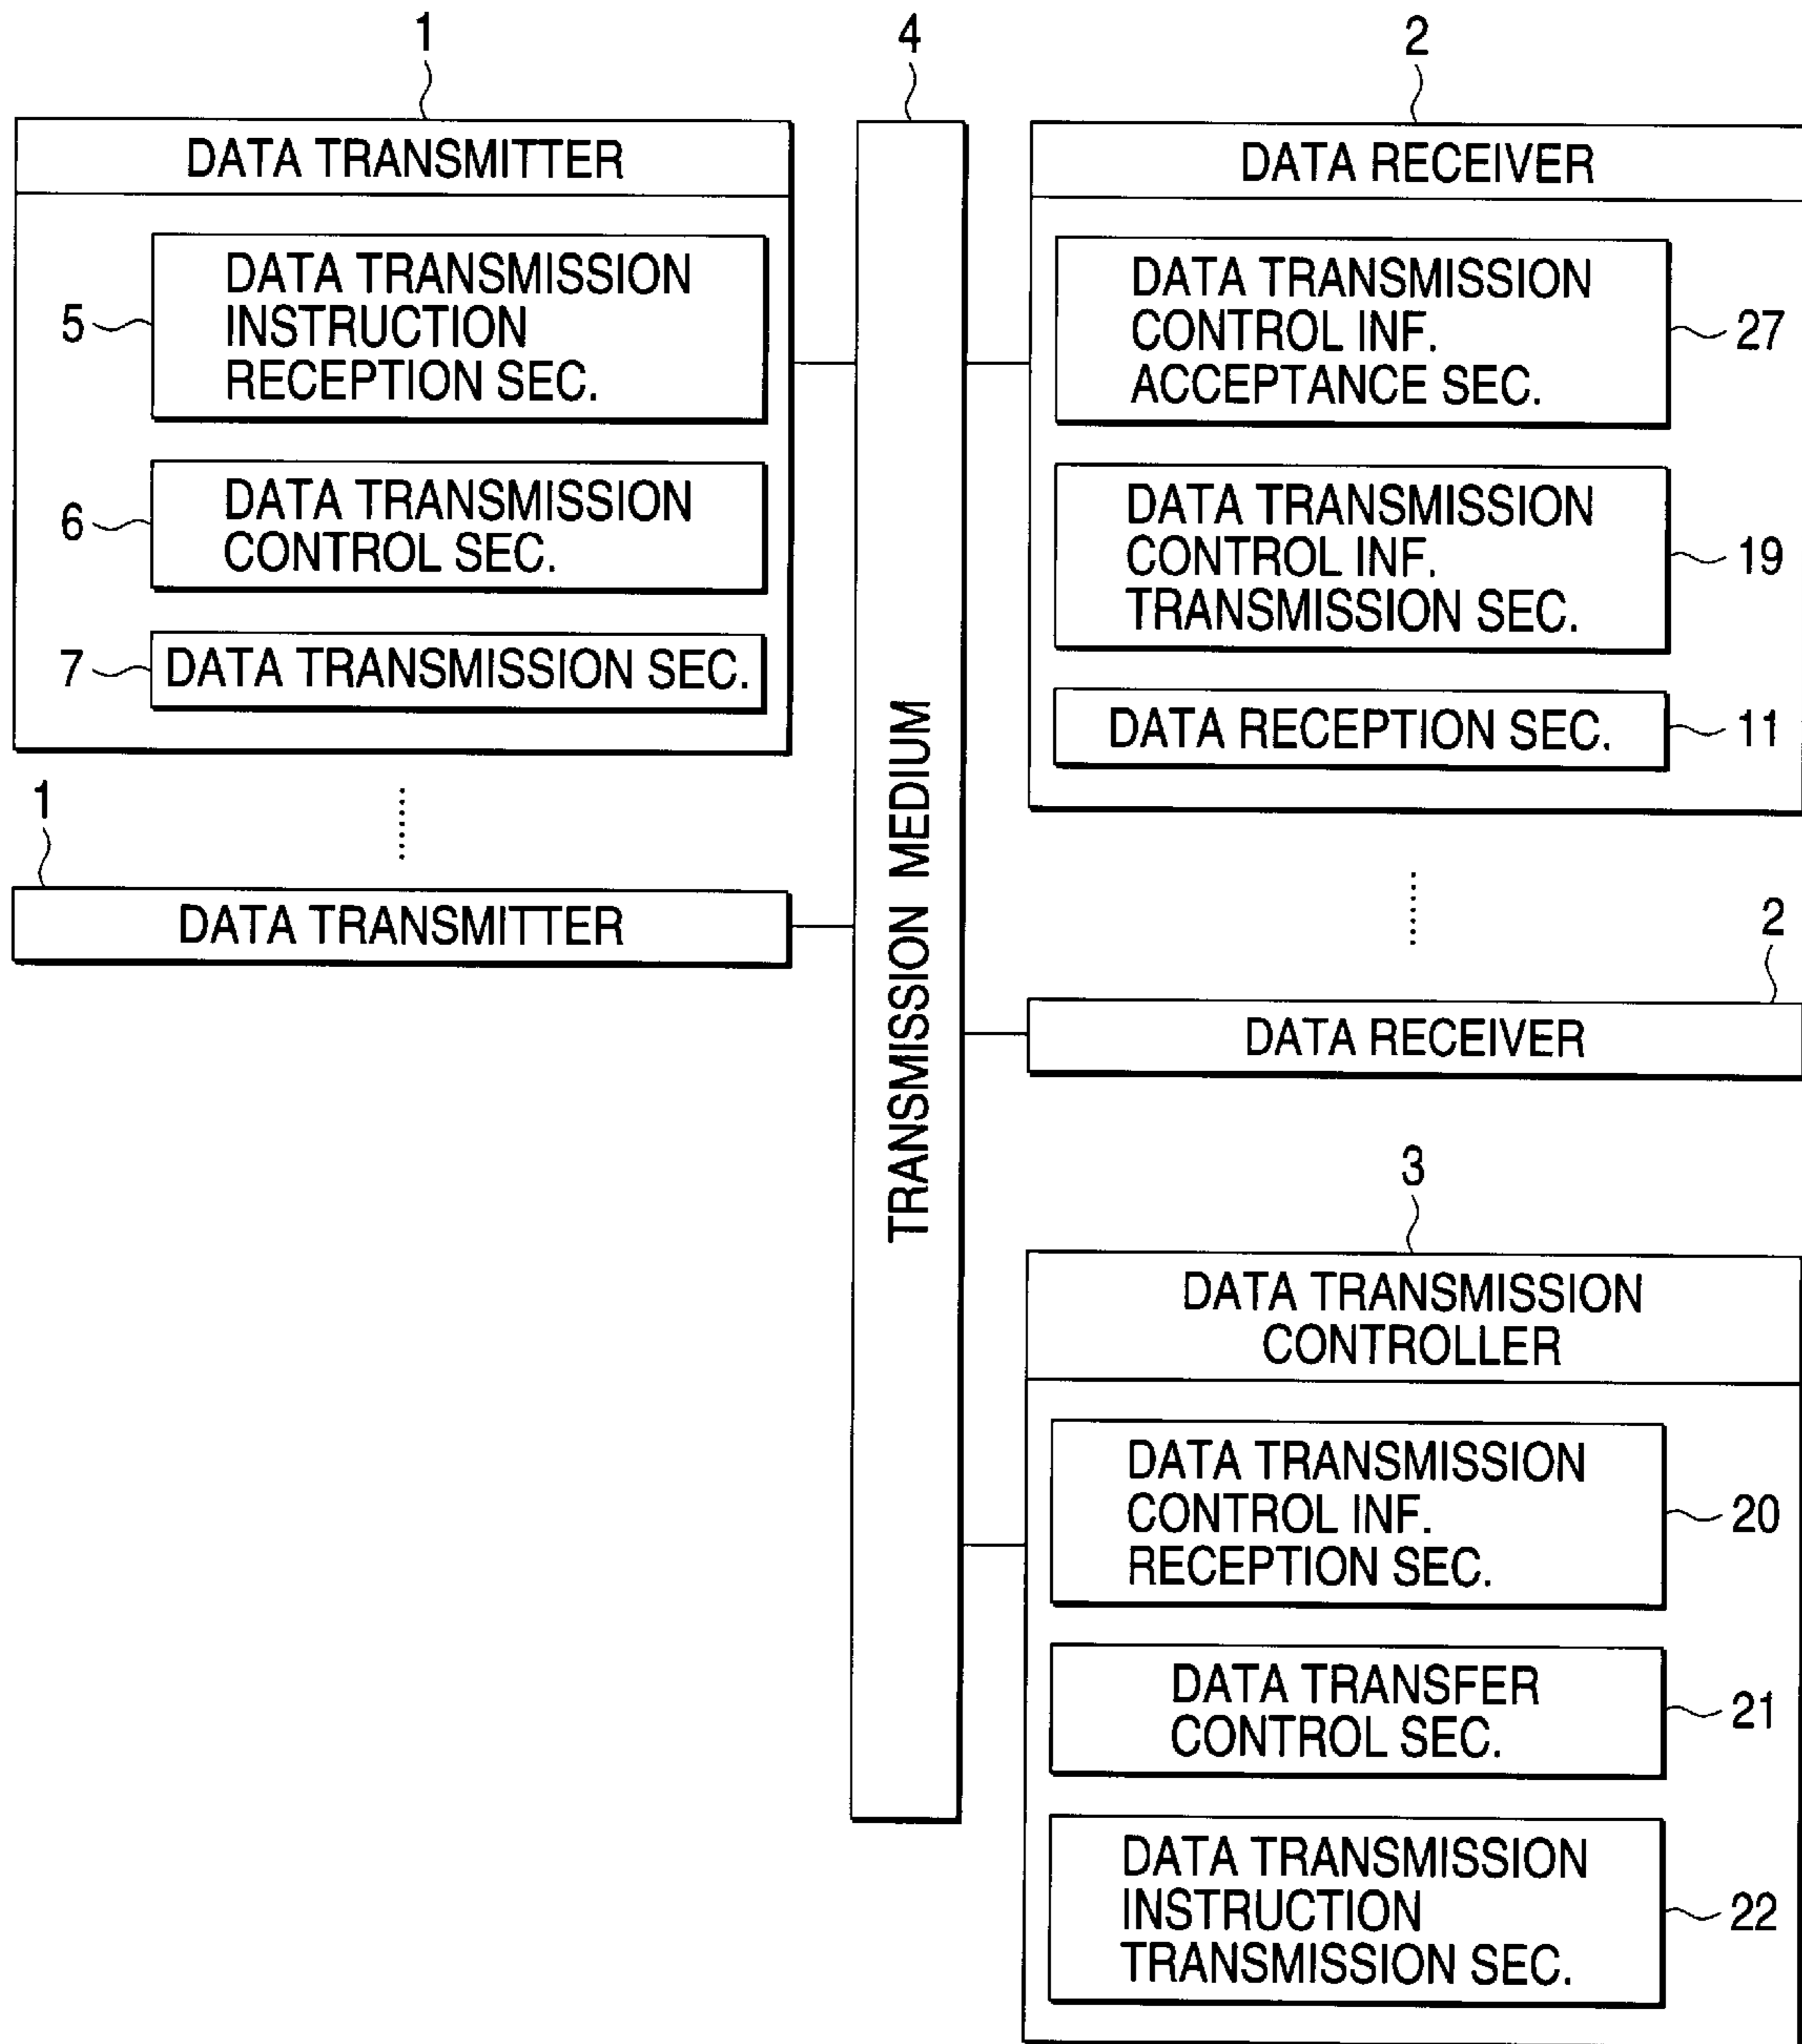 1
DATA TRANSMITTER
5
DATA TRANSMISSION
INSTRUCTION
RECEPTION SEC.
6
DATA TRANSMISSION
CONTROL SEC.
7
DATA TRANSMISSION SEC.
1
DATA TRANSMITTER
4
TRANSMISSION MEDIUM
2
DATA RECEIVER
DATA TRANSMISSION
CONTROL INF.
ACCEPTANCE SEC.
27
DATA TRANSMISSION
CONTROL INF.
TRANSMISSION SEC.
19
DATA RECEPTION SEC.
11
2
DATA RECEIVER
3
DATA TRANSMISSION
CONTROLLER
DATA TRANSMISSION
CONTROL INF.
RECEPTION SEC.
20
DATA TRANSFER
CONTROL SEC.
21
DATA TRANSMISSION
INSTRUCTION
TRANSMISSION SEC.
22